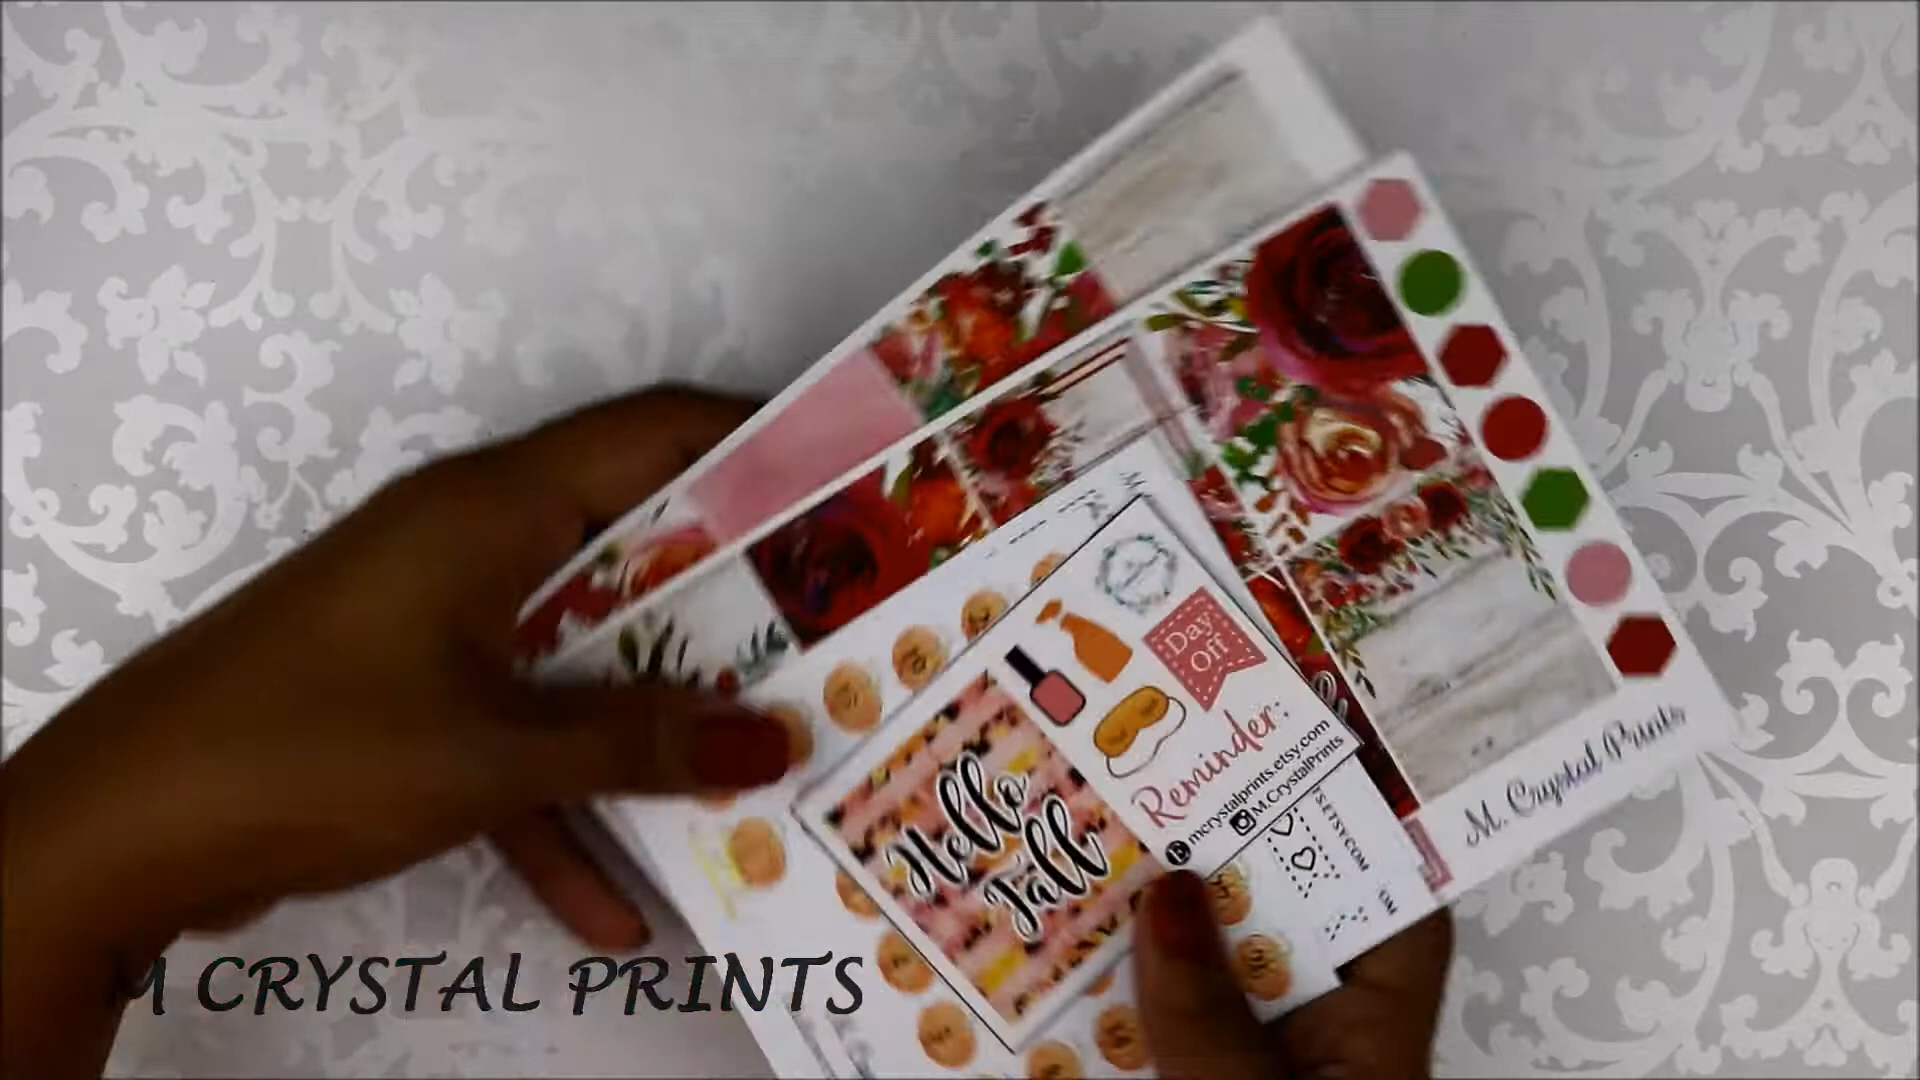 Day
Off
Reminder:
mcrystalprints.etsy.com
M.CrystalPrints
Hello
Fall
M. Crystal Prints
M CRYSTAL PRINTS